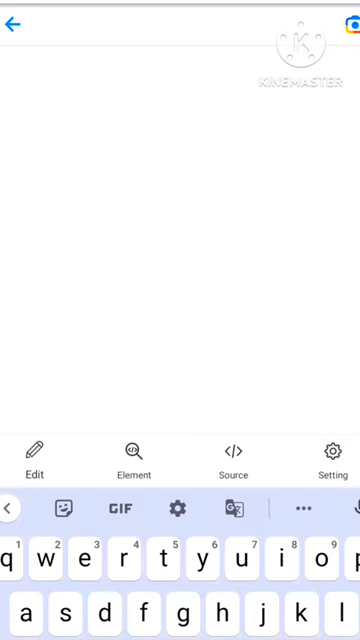 K
KINEMASTER
Edit Element Source Setting
GIF G
1 2 3 4 5 6 7 8 9
q w e r t y u i o p
a s d f g h j k l